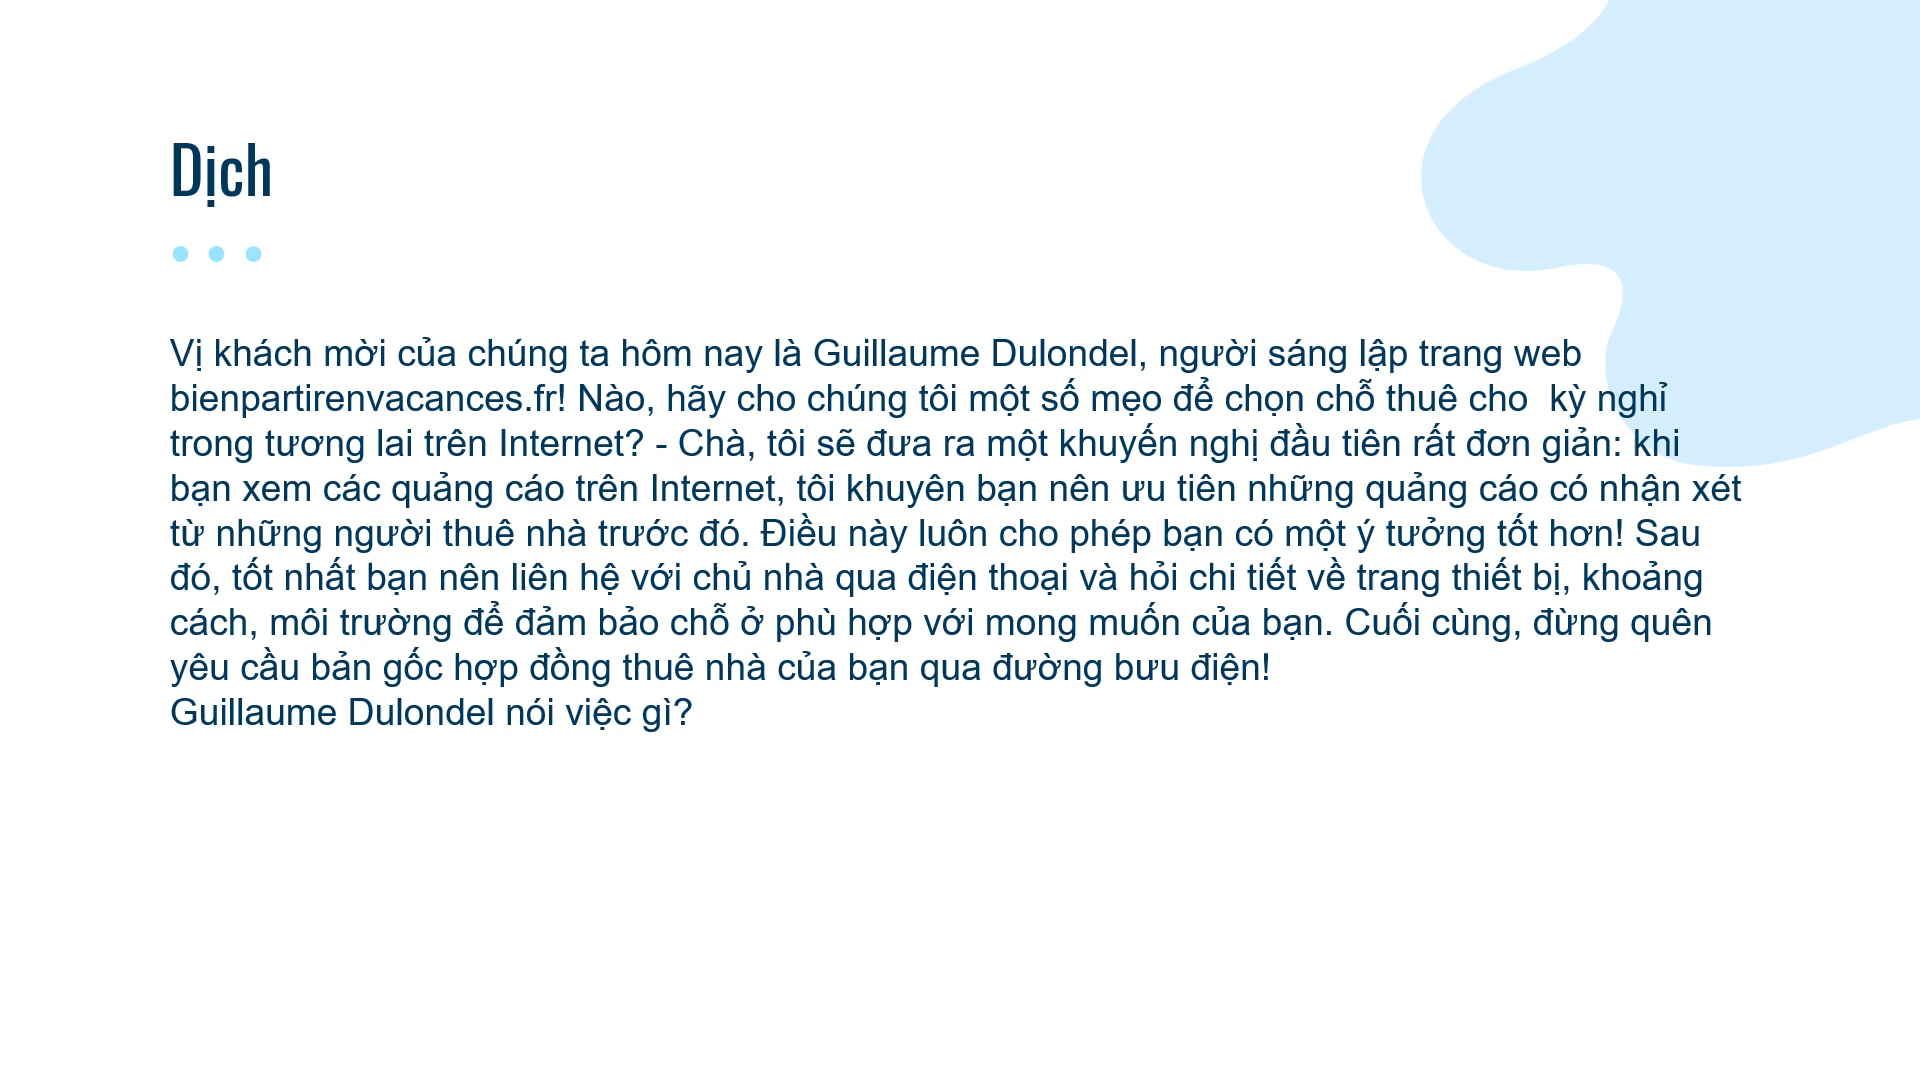 Dịch
Vị khách mời của chúng ta hôm nay là Guillaume Dulondel, người sáng lập trang web
bienpartirenvacances.fr! Nào, hãy cho chúng tôi một số mẹo để chọn chỗ thuê cho  kỳ nghỉ
trong tương lai trên Internet? - Chà, tôi sẽ đưa ra một khuyến nghị đầu tiên rất đơn giản: khi
bạn xem các quảng cáo trên Internet, tôi khuyên bạn nên ưu tiên những quảng cáo có nhận xét
từ những người thuê nhà trước đó. Điều này luôn cho phép bạn có một ý tưởng tốt hơn! Sau
đó, tốt nhất bạn nên liên hệ với chủ nhà qua điện thoại và hỏi chi tiết về trang thiết bị, khoảng
cách, môi trường để đảm bảo chỗ ở phù hợp với mong muốn của bạn. Cuối cùng, đừng quên
yêu cầu bản gốc hợp đồng thuê nhà của bạn qua đường bưu điện!
Guillaume Dulondel nói việc gì?